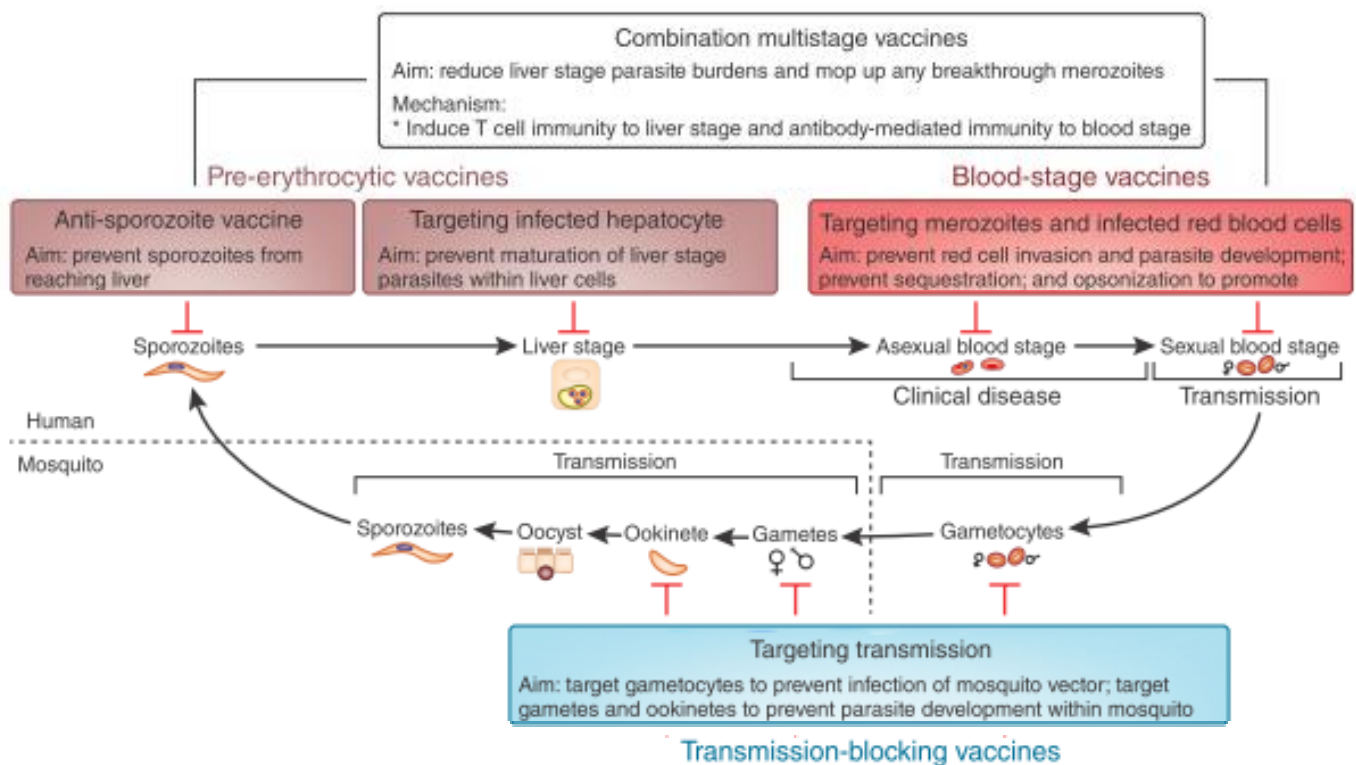 Combination multistage vaccines
Aim: reduce liver stage parasite burdens and mop up any breakthrough merozoites
Mechanism:
* Induce T cell immunity to liver stage and antibody-mediated immunity to blood stage
Pre-erythrocytic vaccines
Blood-stage vaccines
Anti-sporozoite vaccine
Aim: prevent sporozoites from
reaching liver
Targeting infected hepatocyte
Aim: prevent maturation of liver stage
parasites within liver cells
Targeting merozoites and infected red blood cells
Aim: prevent red cell invasion and parasite development;
prevent sequestration; and opsonization to promote
Sporozoites
Liver stage
Asexual blood stage
Sexual blood stage
Clinical disease
Transmission
Human
Mosquito
Transmission
Transmission
Sporozoites
Oocyst
Ookinete
Gametes
Gametocytes
Targeting transmission
Aim: target gametocytes to prevent infection of mosquito vector; target
gametes and ookinetes to prevent parasite development within mosquito
Transmission-blocking vaccines